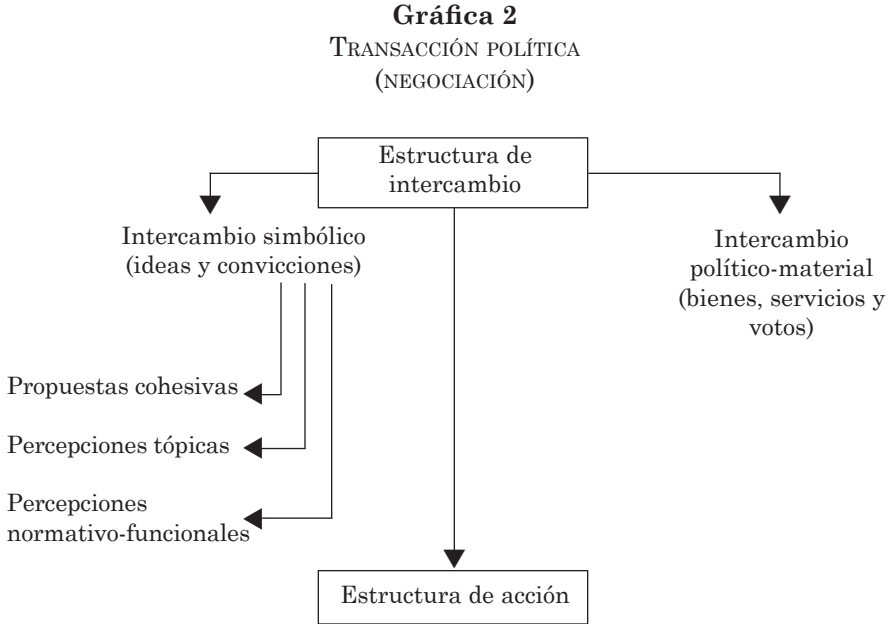 Gráfica 2
TRANSACCIÓN POLÍTICA
(NEGOCIACIÓN)
Estructura de
intercambio
Intercambio simbólico
(ideas y convicciones)
Intercambio
político-material
(bienes, servicios y
votos)
Propuestas cohesivas
Percepciones tópicas
Percepciones
normativo-funcionales
Estructura de acción